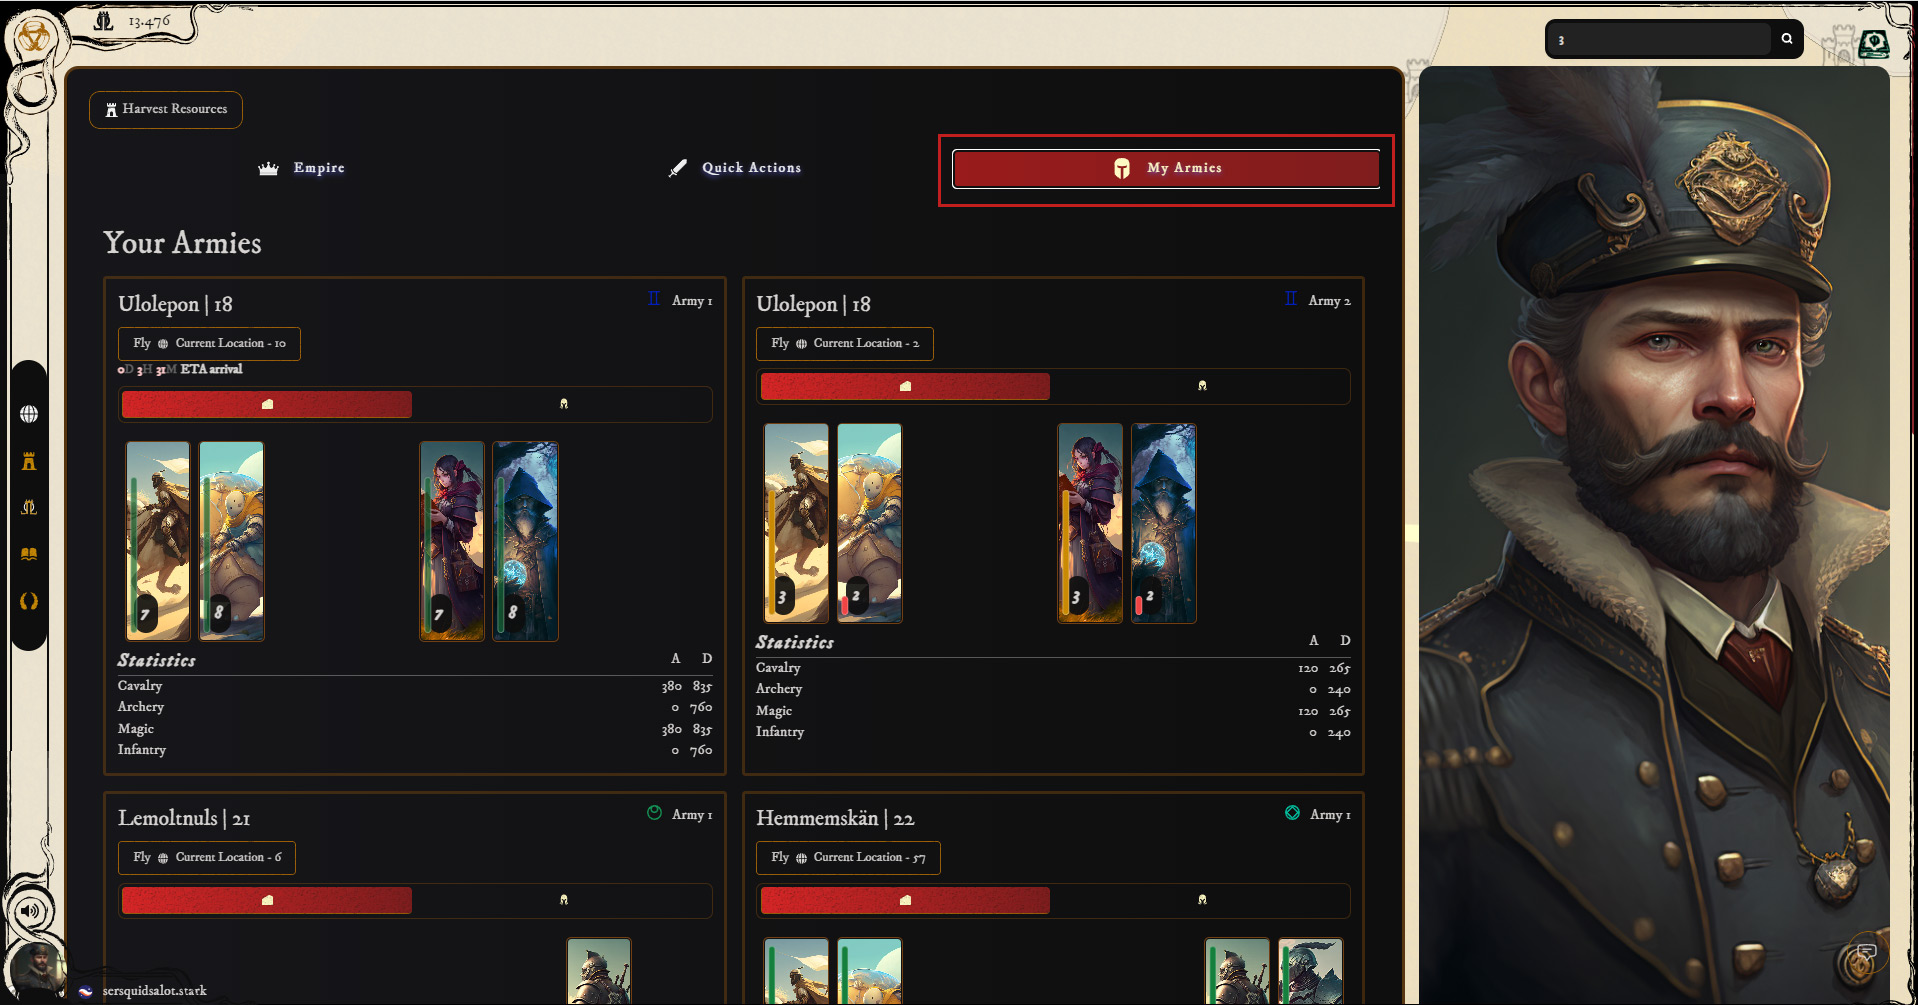 13.476
3
Harvest Resources
Empire
Quick Actions
My Armies
Your Armies
Ulolepon | 18
Army 1
Fly Current Location - 10
0D 3H 31M ETA arrival
7
8
7
8
Statistics A D
Cavalry 380 835
Archery 0 760
Magic 380 835
Infantry 0 760
Ulolepon | 18
Army 2
Fly Current Location - 2
3
2
3
2
Statistics A D
Cavalry 120 265
Archery 0 240
Magic 120 265
Infantry 0 240
Lemoltnuls | 21
Army 1
Fly Current Location - 6
Hemmemskän | 22
Army 1
Fly Current Location - 57
sersquidsalot.stark